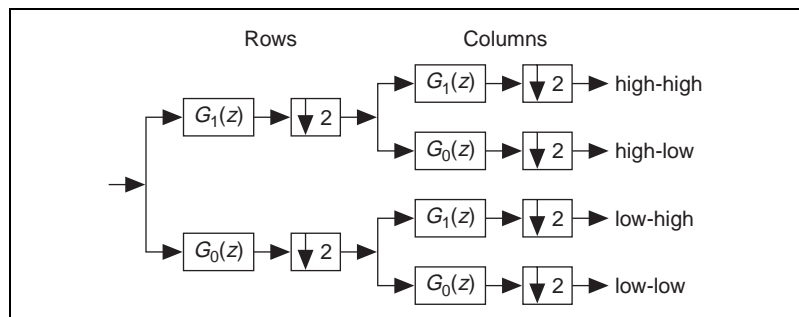 Rows Columns
G1(z) ↓ 2 high-high
G1(z) ↓ 2
G0(z) ↓ 2 high-low
G1(z) ↓ 2 low-high
G0(z) ↓ 2
G0(z) ↓ 2 low-low